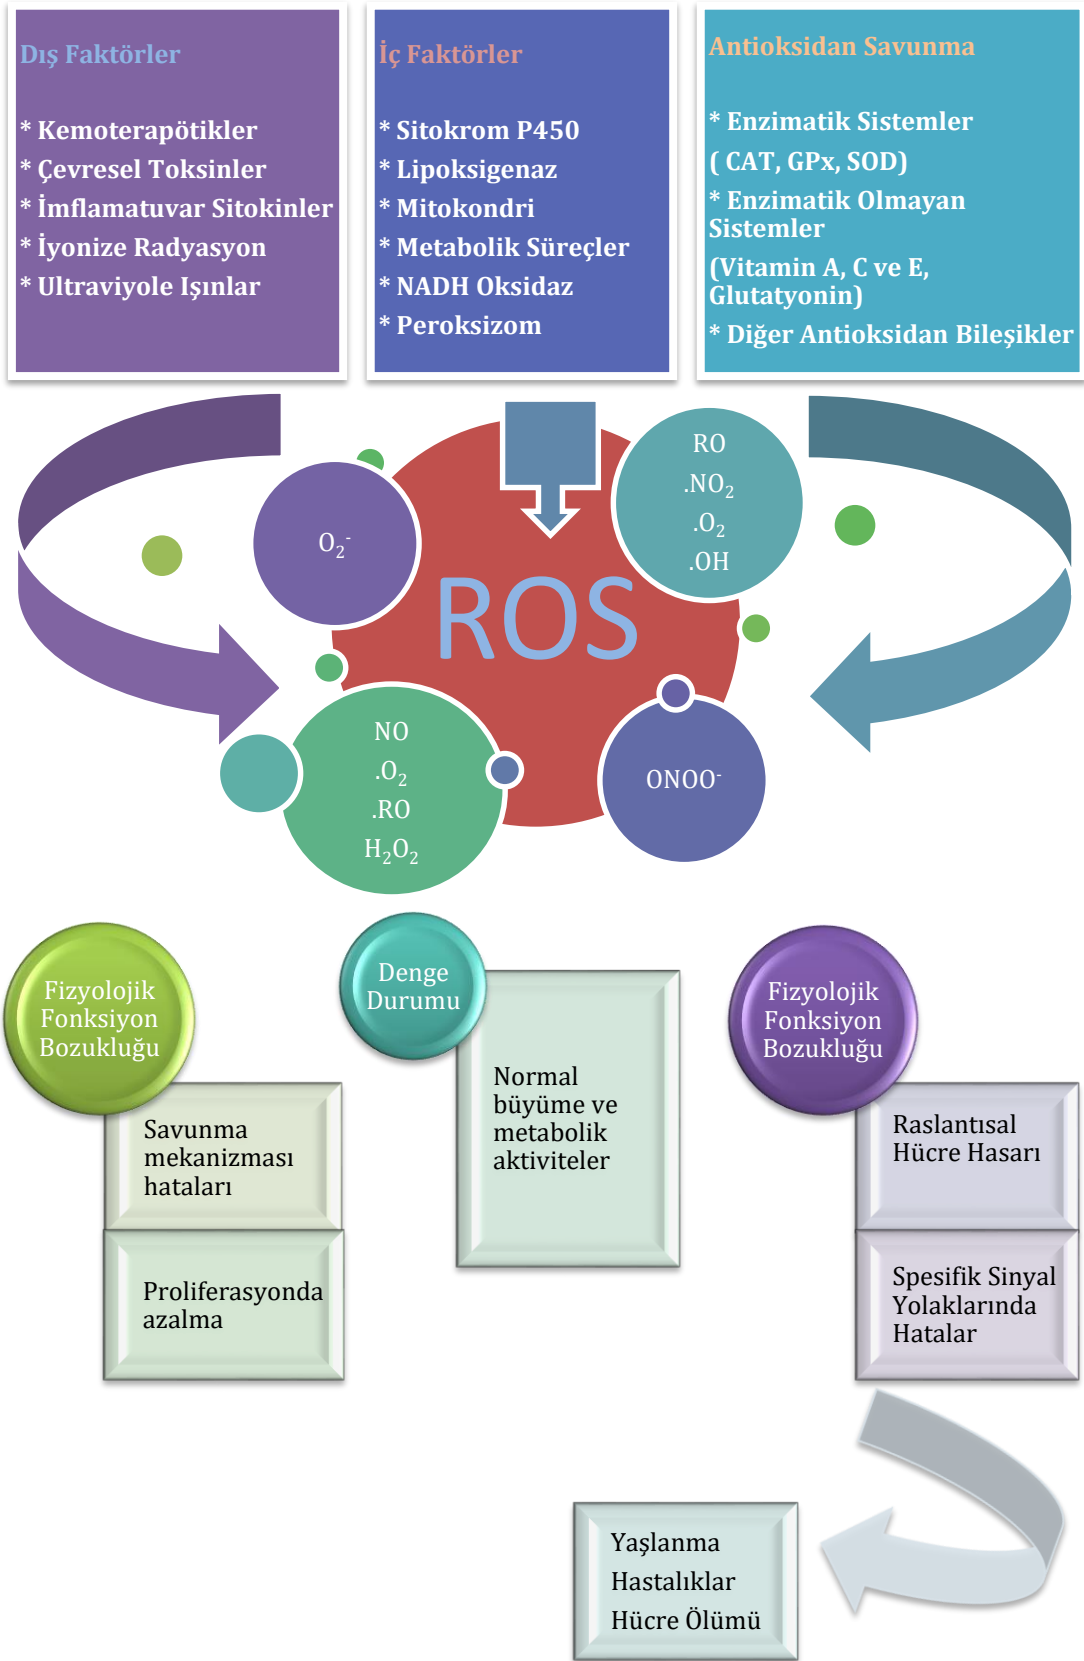 Dış Faktörler
* Kemoterapötikler
* Çevresel Toksinler
* İmflamatuvar Sitokinler
* İyonize Radyasyon
* Ultraviyole Işınlar
İç Faktörler
* Sitokrom P450
* Lipoksigenaz
* Mitokondri
* Metabolik Süreçler
* NADH Oksidaz
* Peroksizom
Antioksidan Savunma
* Enzimatik Sistemler
( CAT, GPx, SOD)
* Enzimatik Olmayan
Sistemler
(Vitamin A, C ve E,
Glutatyonin)
* Diğer Antioksidan Bileşikler
O₂⁻
RO
.NO₂
.O₂
.OH
ROS
NO
.O₂
.RO
H₂O₂
ONOO⁻
Fizyolojik
Fonksiyon
Bozukluğu
Savunma
mekanizması
hataları
Proliferasyonda
azalma
Denge
Durumu
Normal
büyüme ve
metabolik
aktiviteler
Fizyolojik
Fonksiyon
Bozukluğu
Raslantısal
Hücre Hasarı
Spesifik Sinyal
Yolaklarında
Hatalar
Yaşlanma
Hastalıklar
Hücre Ölümü